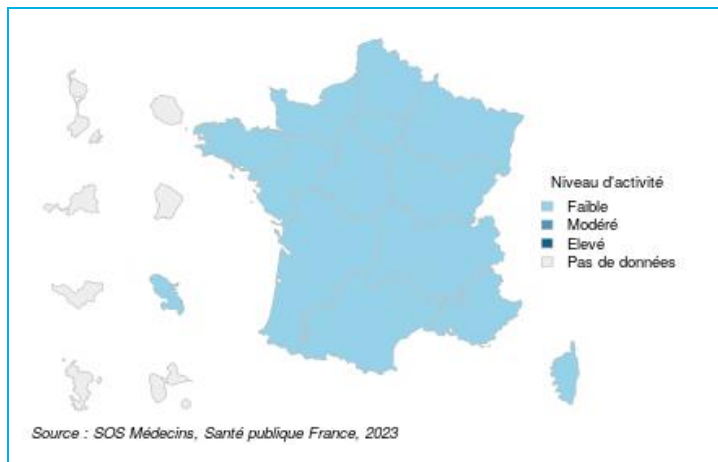 Niveau d'activité
Faible
Modéré
Elevé
Pas de données
Source : SOS Médecins, Santé publique France, 2023